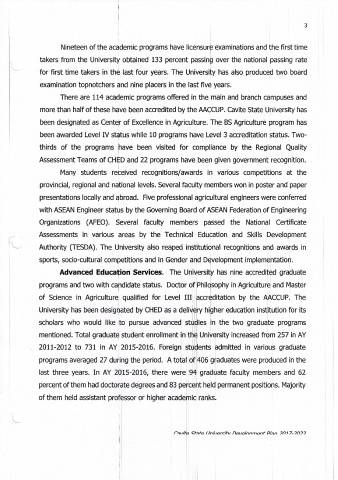 3
Nineteen of the academic programs have licensure examinations and the first time
takers from the University obtained 133 percent passing over the national passing rate
for first time takers in the last four years. The University has also produced two board
examination topnotchers and nine placers in the last five years.
There are 114 academic programs offered in the main and branch campuses and
more than half of these have been accredited by the AACCUP. Cavite State University has
been designated as Center of Excellence in Agriculture. The BS Agriculture program has
been awarded Level IV status while 10 programs have Level 3 accreditation status. Two-
thirds of the programs have been visited for compliance by the Regional Quality
Assessment Teams of CHED and 22 programs have been given government recognition.
Many students received recognitions/awards in various competitions at the
provincial, regional and national levels. Several faculty members won in poster and paper
presentations locally and abroad. Five professional agricultural engineers were conferred
with ASEAN Engineer status by the Governing Board of ASEAN Federation of Engineering
Organizations (AFEO). Several faculty members passed the National Certificate
Assessments in various areas by the Technical Education and Skills Development
Authority (TESDA). The University also reaped institutional recognitions and awards in
sports, socio-cultural competitions and in Gender and Development implementation.
Advanced Education Services. The University has nine accredited graduate
programs and two with candidate status. Doctor of Philosophy in Agriculture and Master
of Science in Agriculture qualified for Level III accreditation by the AACCUP. The
University has been designated by CHED as a delivery higher education institution for its
scholars who would like to pursue advanced studies in the two graduate programs
mentioned. Total graduate student enrollment in the University increased from 257 in AY
2011-2012 to 731 in AY 2015-2016. Foreign students admitted in various graduate
programs averaged 27 during the period. A total of 406 graduates were produced in the
last three years. In AY 2015-2016, there were 94 graduate faculty members and 62
percent of them had doctorate degrees and 83 percent held permanent positions. Majority
of them held assistant professor or higher academic ranks.
Cavite State University Development Plan 2017-2022